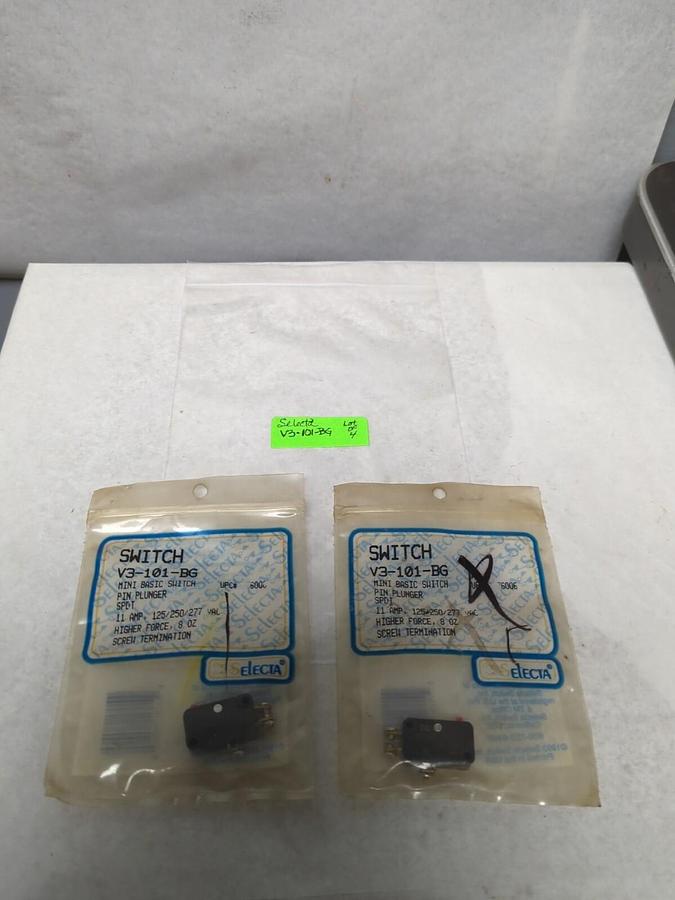 Selecta Lot
V3-101-BG of
4
SWITCH
V3-101-BG
MINI BASIC SWITCH UPC#
PIN PLUNGER
SPDT
11 AMP, 125/250/277 VAC
HIGHER FORCE, 8 OZ
SCREW TERMINATION
SELECTA®
SWITCH
V3-101-BG
MINI BASIC SWITCH 76006
PIN PLUNGER
SPDT
11 AMP, 125/250/277 VAC
HIGHER FORCE, 8 OZ
SCREW TERMINATION
SELECTA®